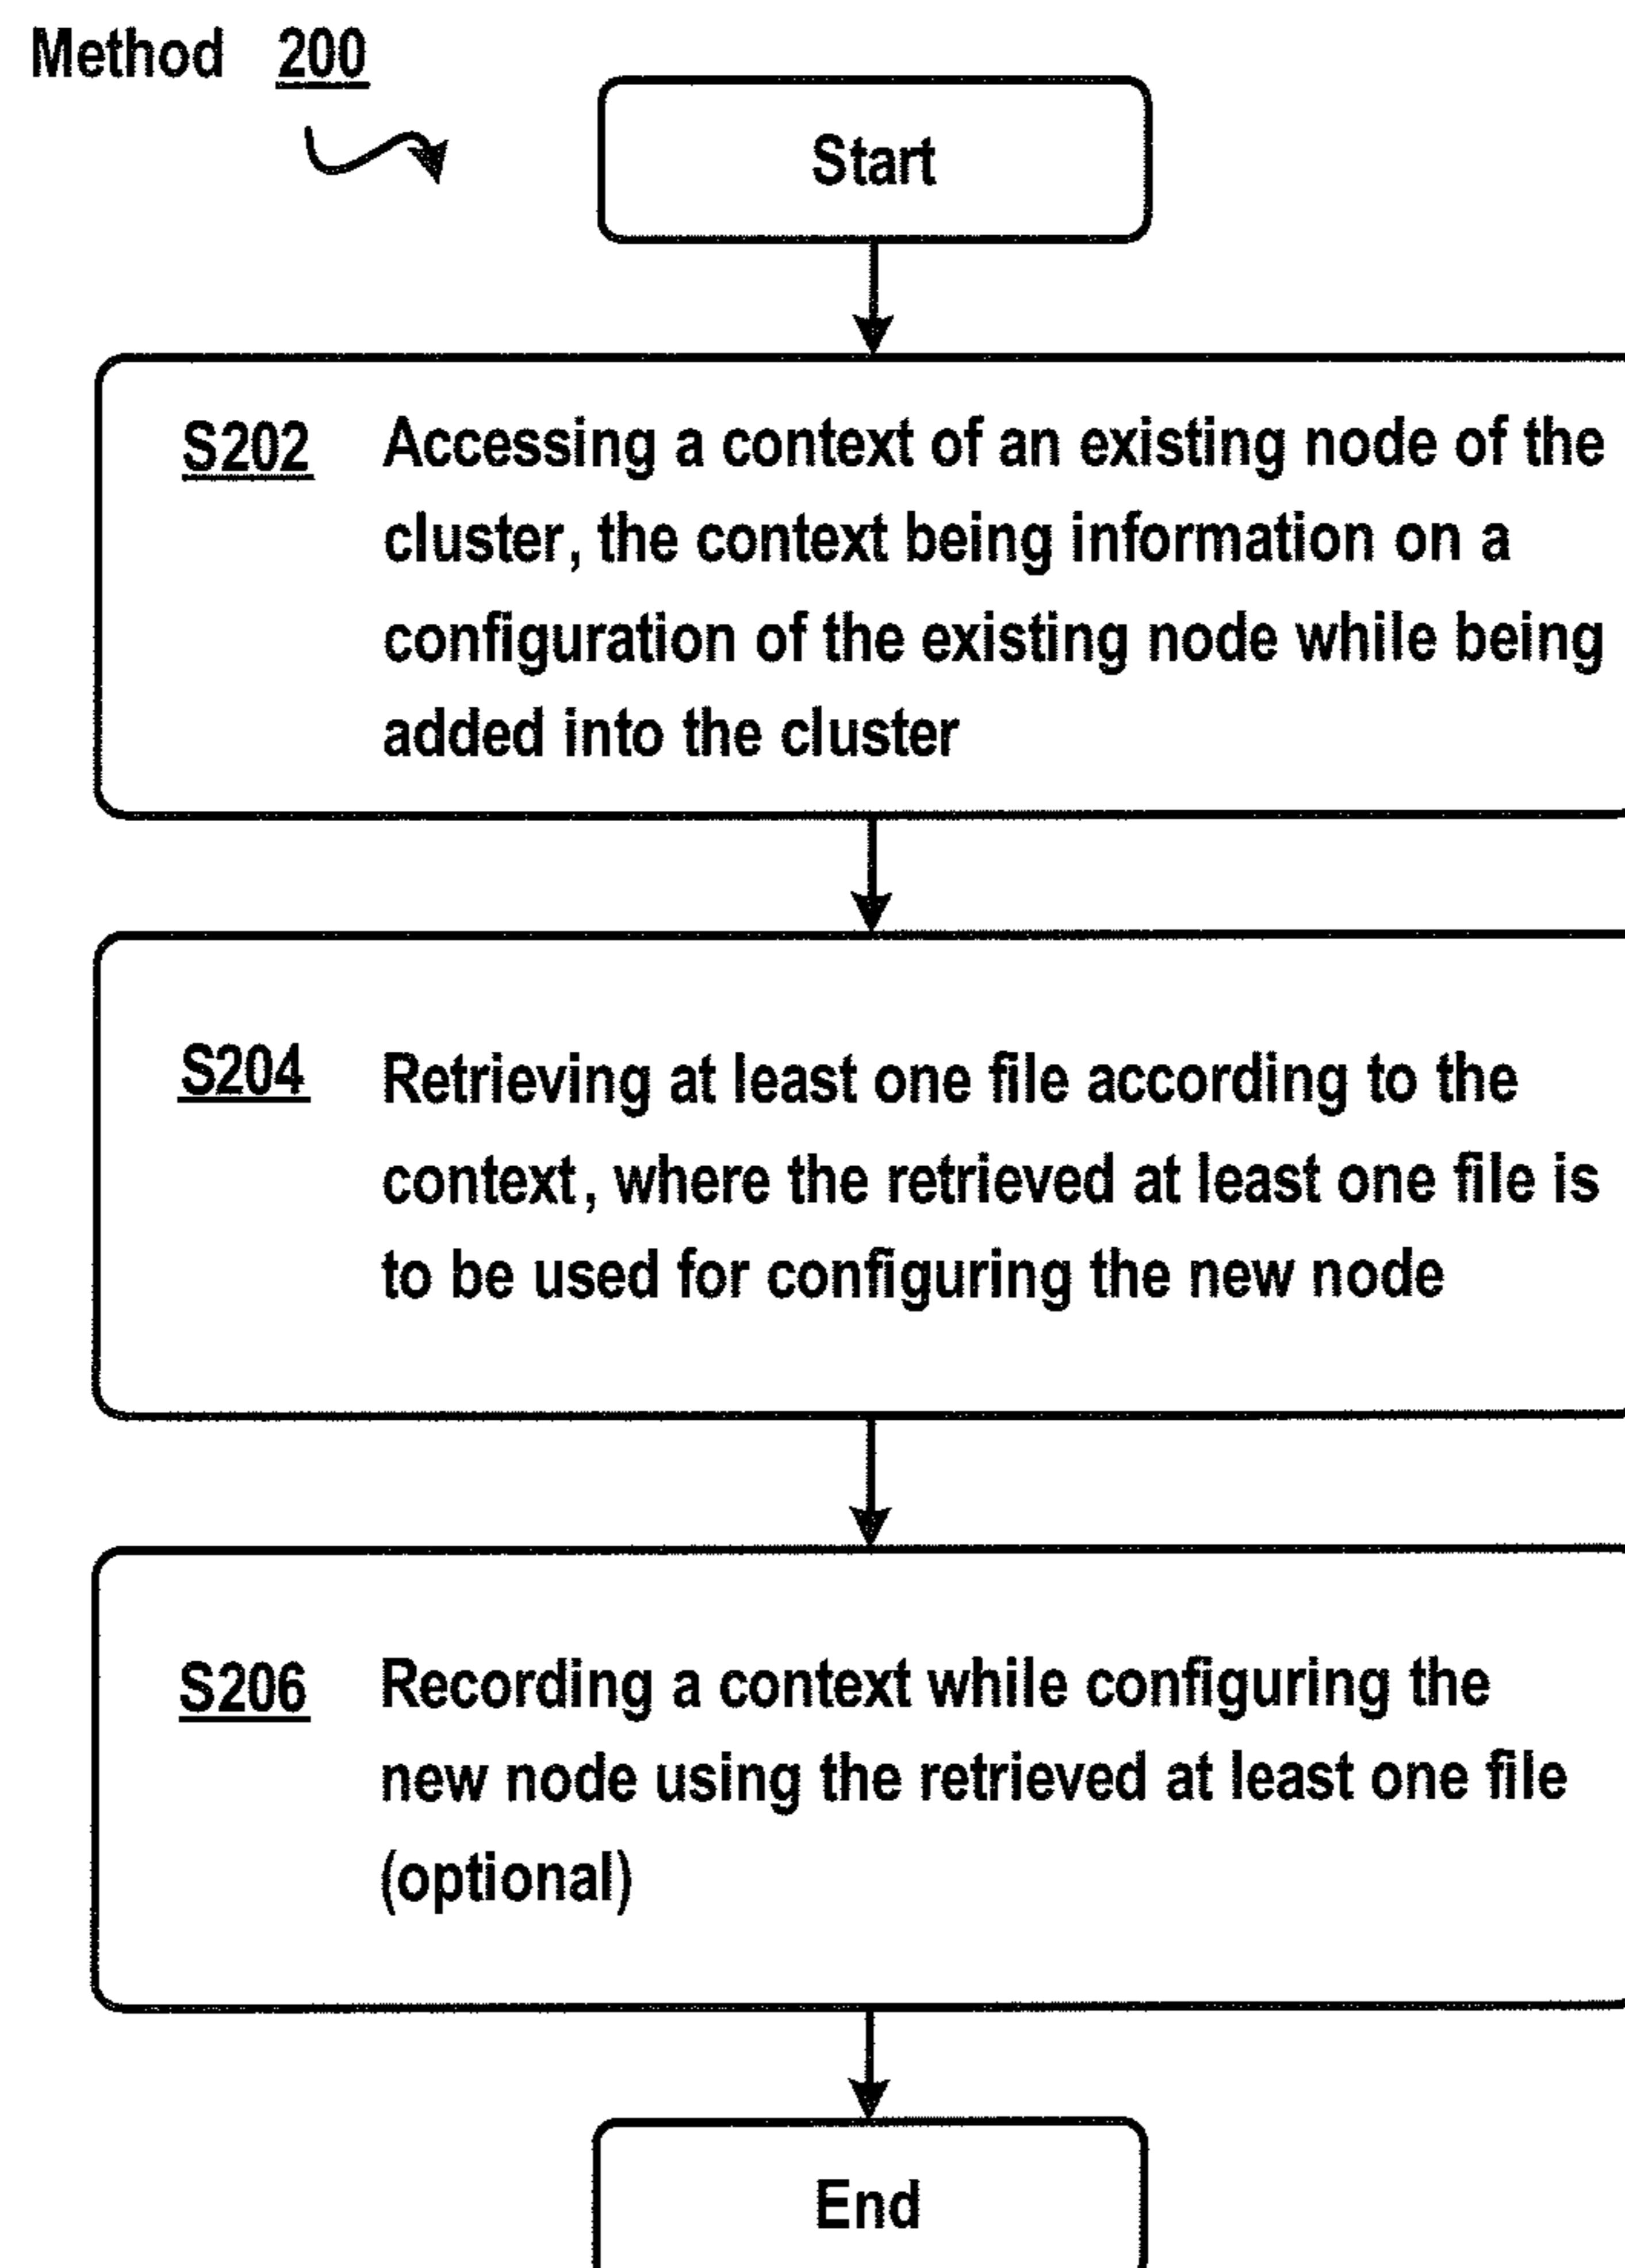 Method 200
Start
S202 Accessing a context of an existing node of the
cluster, the context being information on a
configuration of the existing node while being
added into the cluster
S204 Retrieving at least one file according to the
context, where the retrieved at least one file is
to be used for configuring the new node
S206 Recording a context while configuring the
new node using the retrieved at least one file
(optional)
End